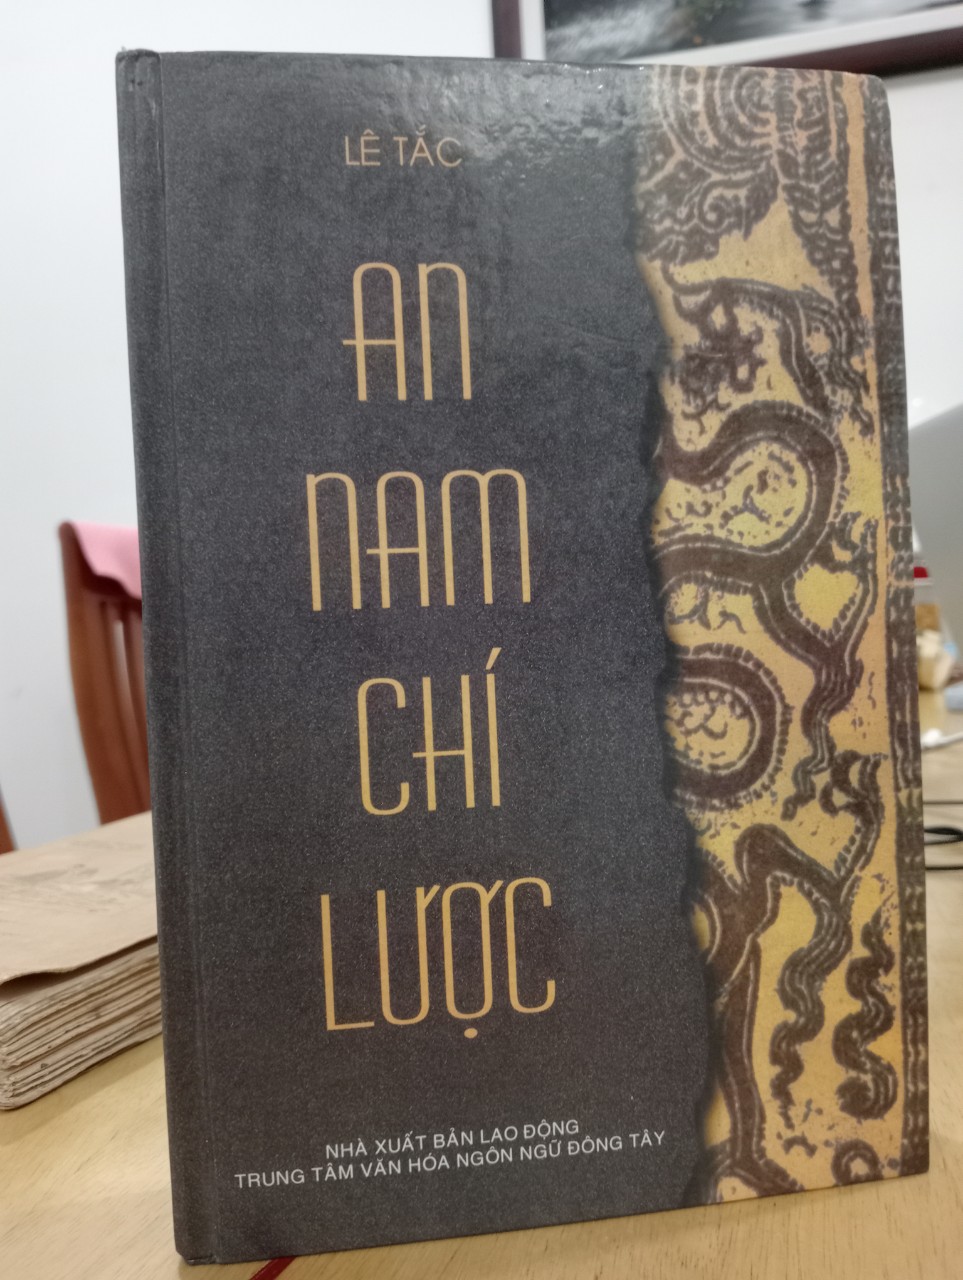 LÊ TẮC
AN
NAM
CHÍ
LƯỢC
NHÀ XUẤT BẢN LAO ĐỘNG
TRUNG TÂM VĂN HÓA NGÔN NGỮ ĐÔNG TÂY